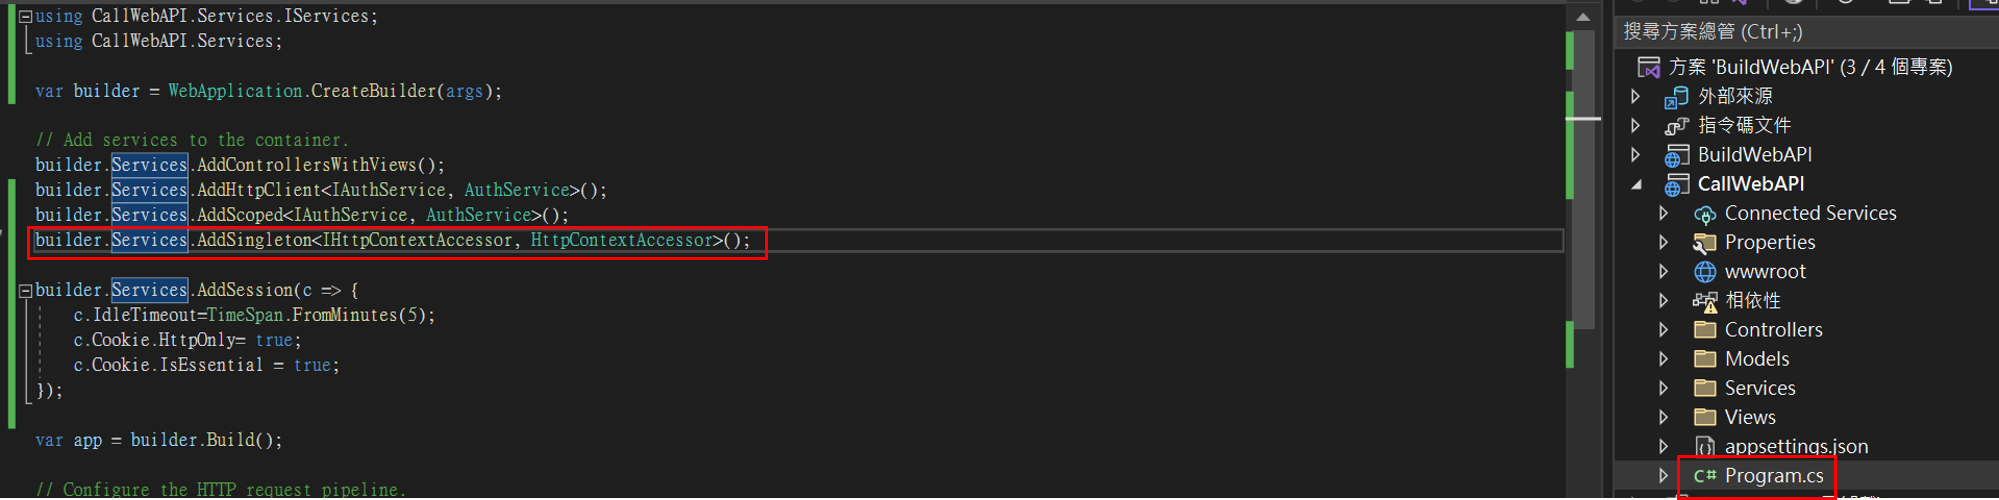 using CallWebAPI.Services.IServices;
using CallWebAPI.Services;
var builder = WebApplication.CreateBuilder(args);
// Add services to the container.
builder.Services.AddControllersWithViews();
builder.Services.AddHttpClient<IAuthService, AuthService>();
builder.Services.AddScoped<IAuthService, AuthService>();
builder.Services.AddSingleton<IHttpContextAccessor, HttpContextAccessor>();
builder.Services.AddSession(c => {
c.IdleTimeout=TimeSpan.FromMinutes(5);
c.Cookie.HttpOnly= true;
c.Cookie.IsEssential = true;
});
var app = builder.Build();
// Configure the HTTP request pipeline.
搜尋方案總管 (Ctrl+;)
方案 'BuildWebAPI' (3 / 4 個專案)
外部來源
指令碼文件
BuildWebAPI
CallWebAPI
Connected Services
Properties
wwwroot
相依性
Controllers
Models
Services
Views
appsettings.json
C# Program.cs